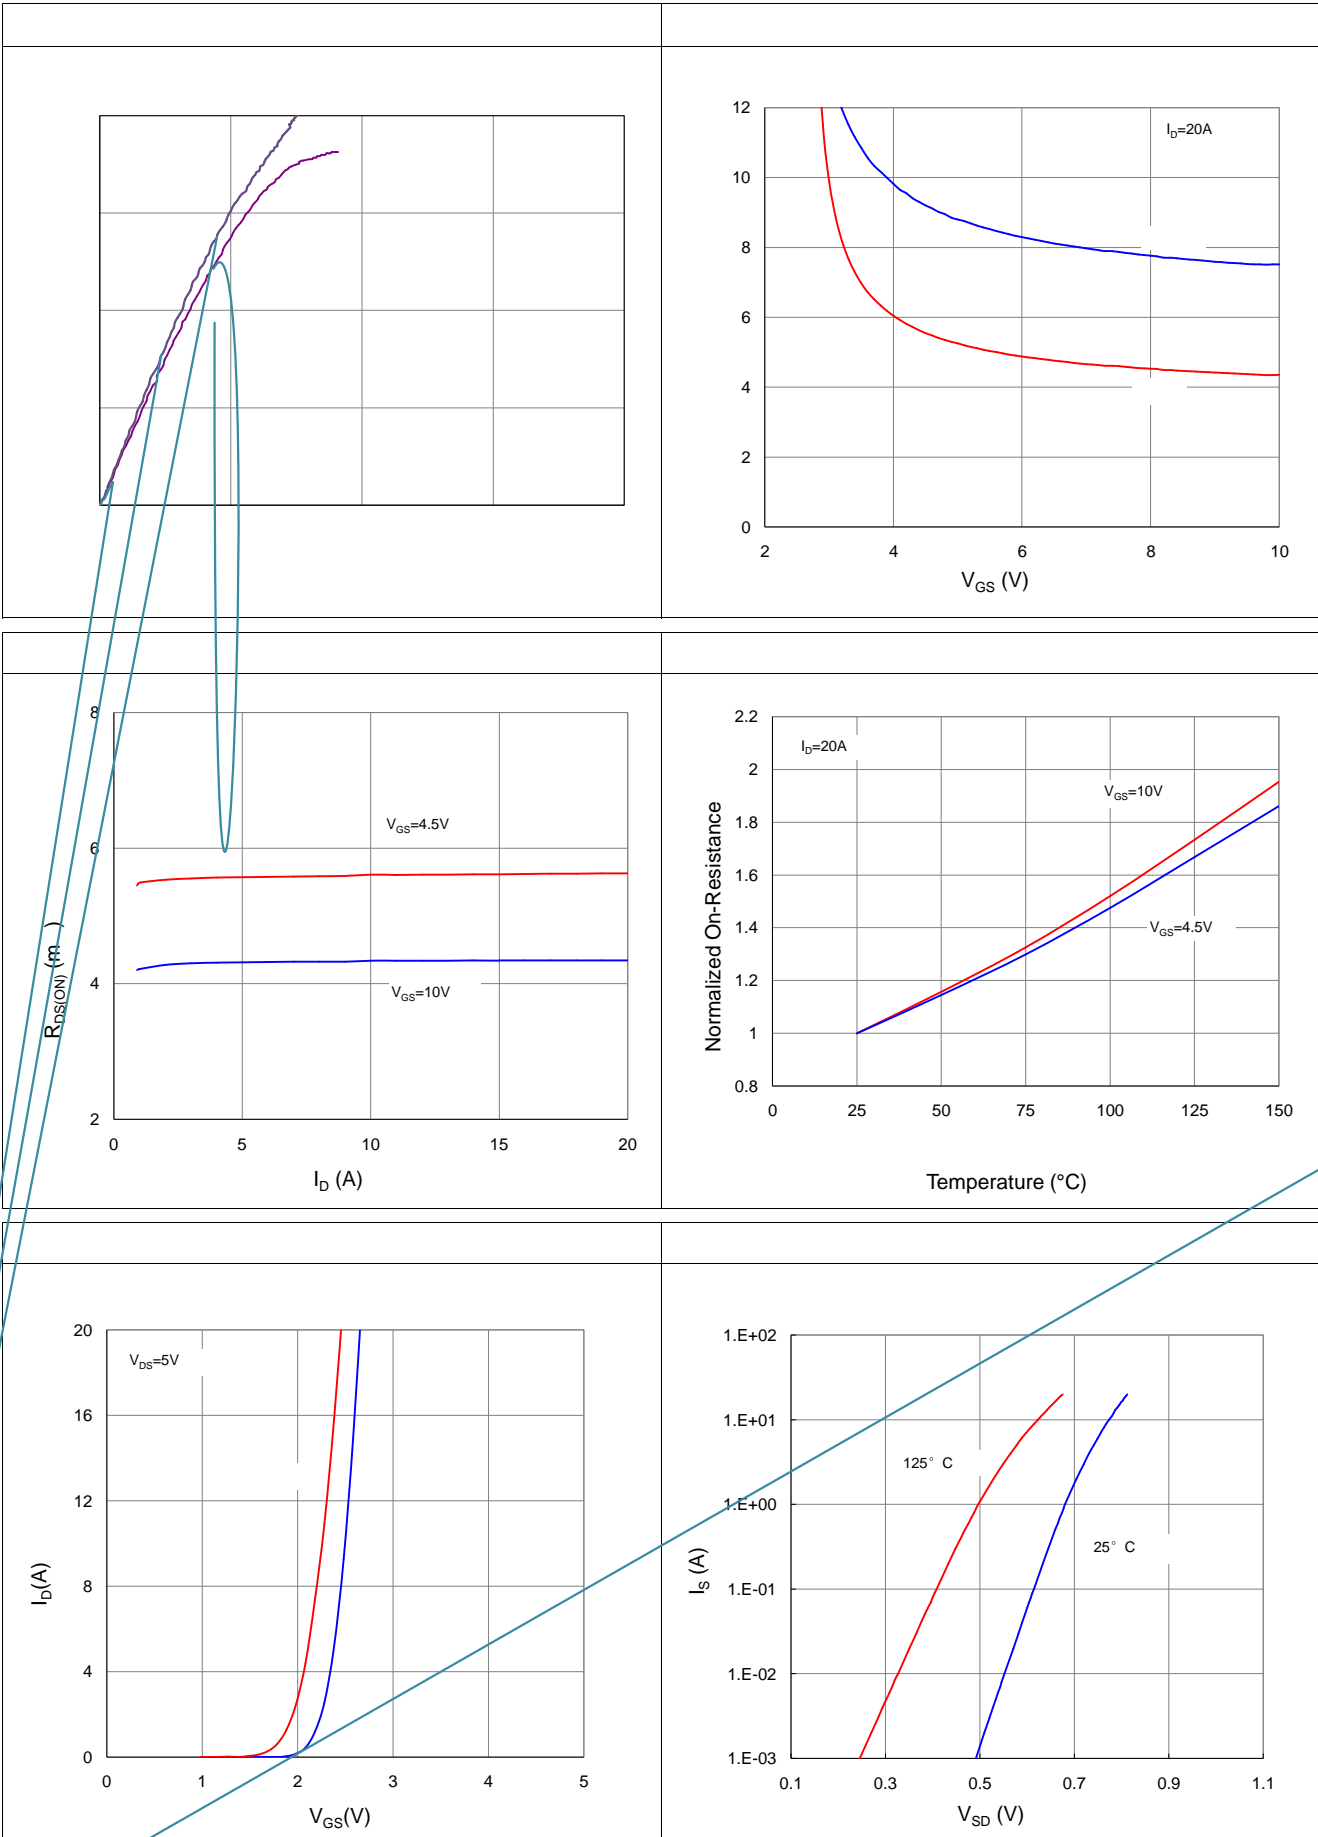 12
10
8
6
4
2
0
I_D=20A
2 4 6 8 10
V_GS (V)
8
6
4
2
R_DS(ON) (m )
V_GS=4.5V
V_GS=10V
0 5 10 15 20
I_D (A)
2.2
2
1.8
1.6
1.4
1.2
1
0.8
Normalized On-Resistance
I_D=20A
V_GS=10V
V_GS=4.5V
0 25 50 75 100 125 150
Temperature (°C)
20
16
12
8
4
0
I_D(A)
V_DS=5V
0 1 2 3 4 5
V_GS(V)
1.E+02
1.E+01
1.E+00
1.E-01
1.E-02
1.E-03
I_S (A)
125° C
25° C
0.1 0.3 0.5 0.7 0.9 1.1
V_SD (V)